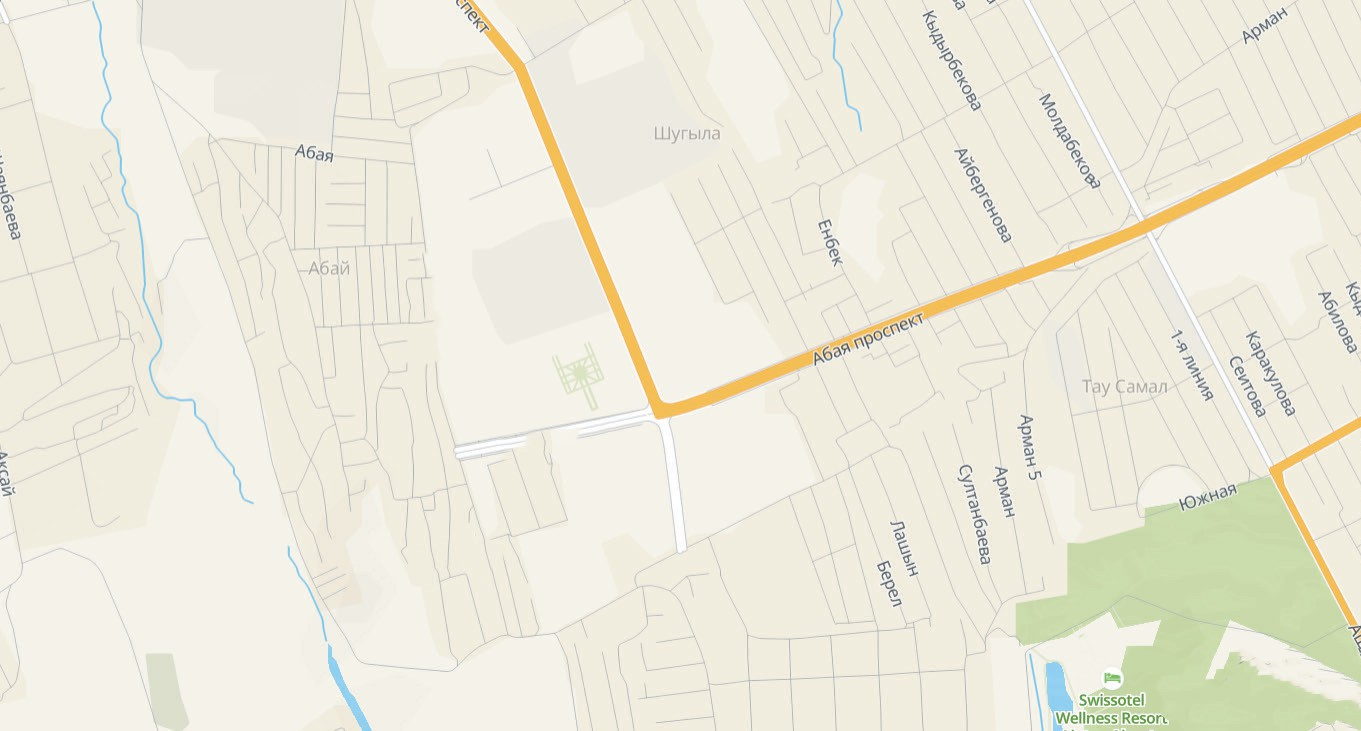 Арман
Кыдырбекова
Молдабекова
Шугыла
Абая
Айбергенова
Енбек
Абай
Абилова
Абая проспект
1-я линия
Каракулова
Сеитова
Тау Самал
Арман 5
Арман
Султанбаева
Аксай
Южная
Лашын
Берел
Swissotel
Wellness Resort